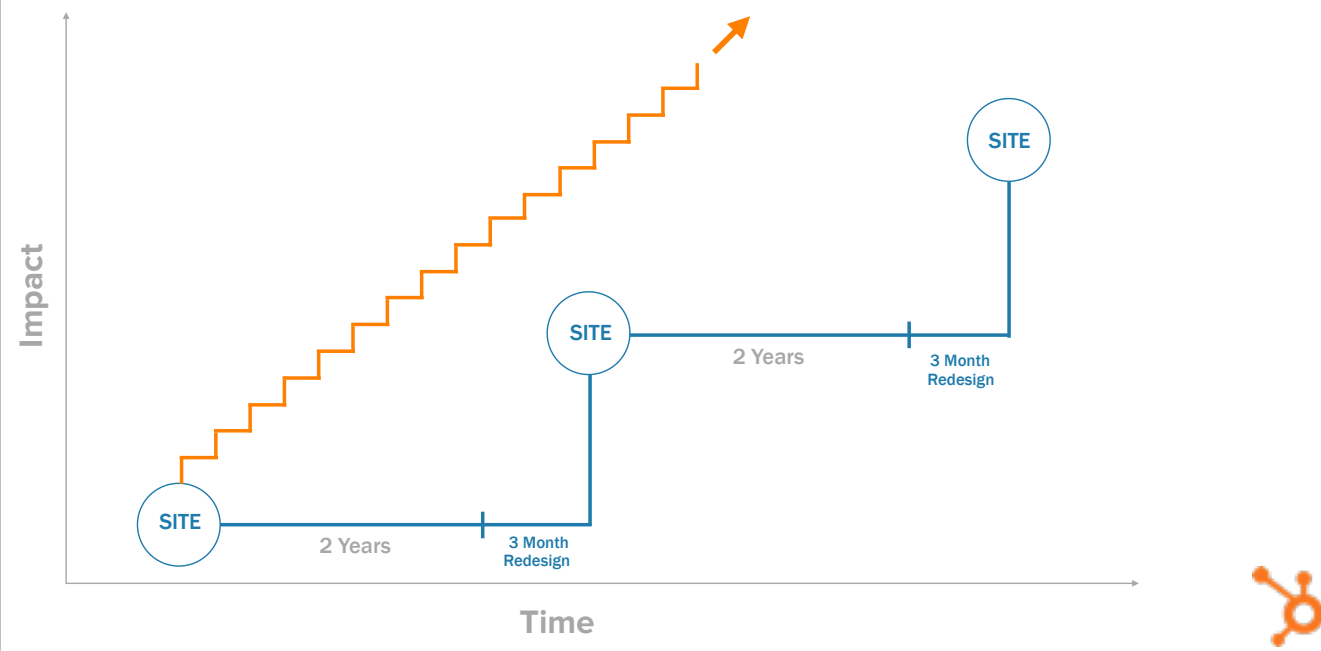 Impact
SITE
SITE
2 Years
3 Month
Redesign
SITE
2 Years
3 Month
Redesign
Time